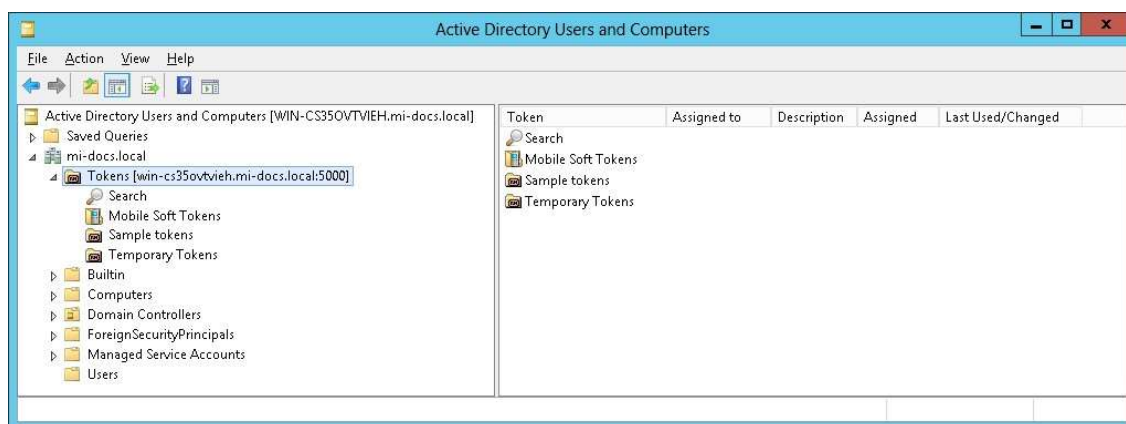 Active Directory Users and Computers
File Action View Help
Active Directory Users and Computers [WIN-CS35OVTVIEH.mi-docs.local]
Saved Queries
mi-docs.local
Tokens [win-cs35ovtvieh.mi-docs.local:5000]
Search
Mobile Soft Tokens
Sample tokens
Temporary Tokens
Builtin
Computers
Domain Controllers
ForeignSecurityPrincipals
Managed Service Accounts
Users
Token Assigned to Description Assigned Last Used/Changed
Search
Mobile Soft Tokens
Sample tokens
Temporary Tokens